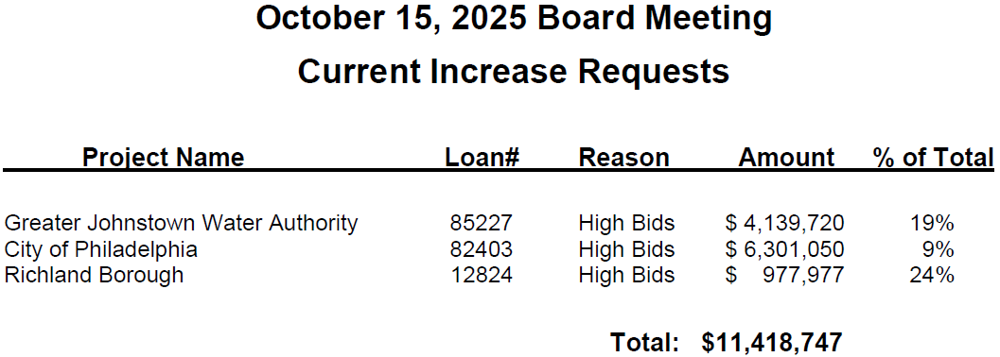 October 15, 2025 Board Meeting
Current Increase Requests
Project Name Loan# Reason Amount % of Total
Greater Johnstown Water Authority 85227 High Bids $ 4,139,720 19%
City of Philadelphia 82403 High Bids $ 6,301,050 9%
Richland Borough 12824 High Bids $ 977,977 24%
Total: $11,418,747